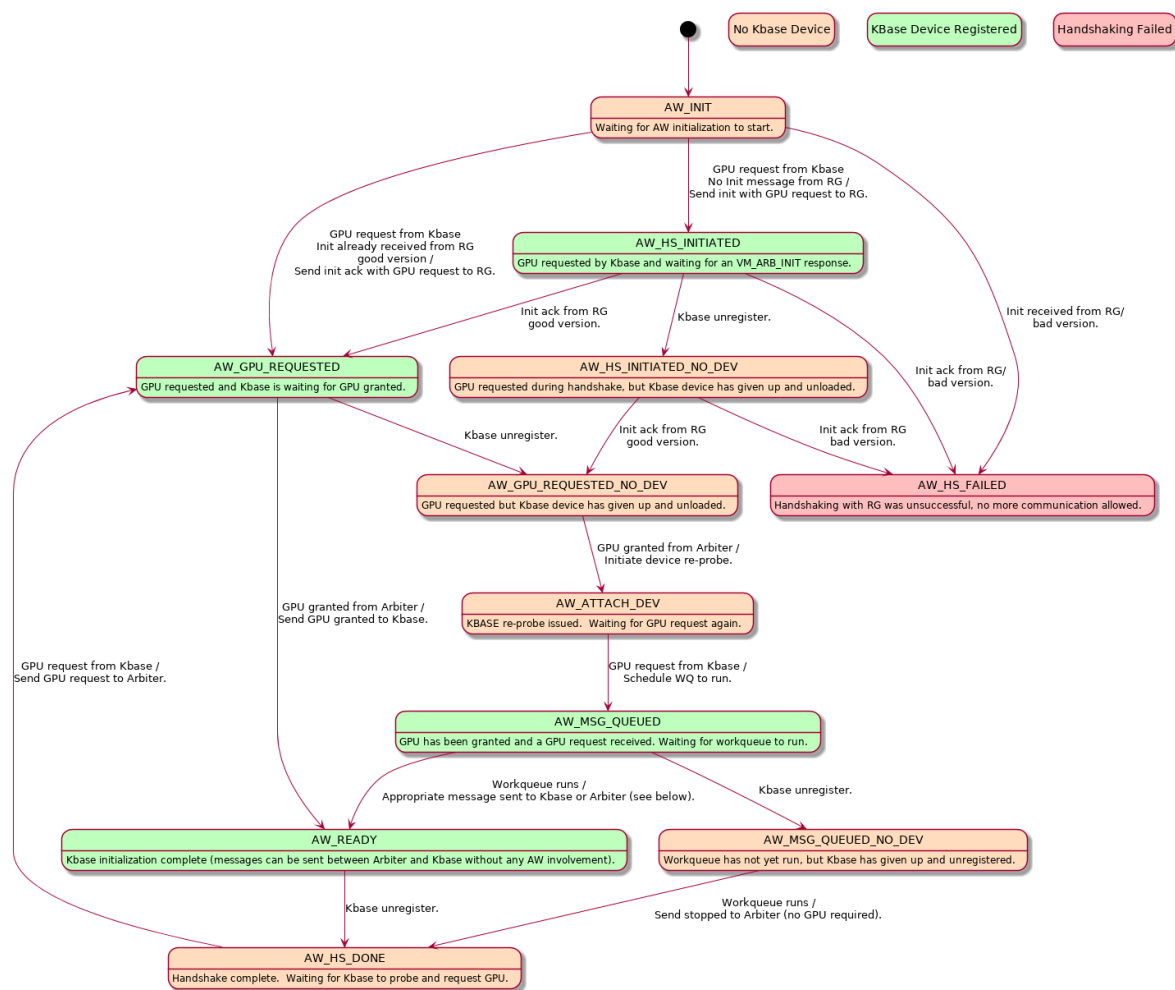 No Kbase Device
KBase Device Registered
Handshaking Failed
AW_INIT
Waiting for AW initialization to start.
GPU request from Kbase
No Init message from RG /
Send init with GPU request to RG.
GPU request from Kbase
Init already received from RG
good version /
Send init ack with GPU request to RG.
AW_HS_INITIATED
GPU requested by Kbase and waiting for an VM_ARB_INIT response.
Init received from RG/
bad version.
Init ack from RG
good version.
Kbase unregister.
AW_GPU_REQUESTED
GPU requested and Kbase is waiting for GPU granted.
AW_HS_INITIATED_NO_DEV
GPU requested during handshake, but Kbase device has given up and unloaded.
Init ack from RG/
bad version.
Kbase unregister.
Init ack from RG
good version.
Init ack from RG
bad version.
AW_GPU_REQUESTED_NO_DEV
GPU requested but Kbase device has given up and unloaded.
AW_HS_FAILED
Handshaking with RG was unsuccessful, no more communication allowed.
GPU granted from Arbiter /
Initiate device re-probe.
GPU granted from Arbiter /
Send GPU granted to Kbase.
AW_ATTACH_DEV
KBASE re-probe issued.  Waiting for GPU request again.
GPU request from Kbase /
Send GPU request to Arbiter.
GPU request from Kbase /
Schedule WQ to run.
AW_MSG_QUEUED
GPU has been granted and a GPU request received. Waiting for workqueue to run.
Workqueue runs /
Appropriate message sent to Kbase or Arbiter (see below).
Kbase unregister.
AW_READY
Kbase initialization complete (messages can be sent between Arbiter and Kbase without any AW involvement).
AW_MSG_QUEUED_NO_DEV
Workqueue has not yet run, but Kbase has given up and unregistered.
Kbase unregister.
Workqueue runs /
Send stopped to Arbiter (no GPU required).
AW_HS_DONE
Handshake complete.  Waiting for Kbase to probe and request GPU.